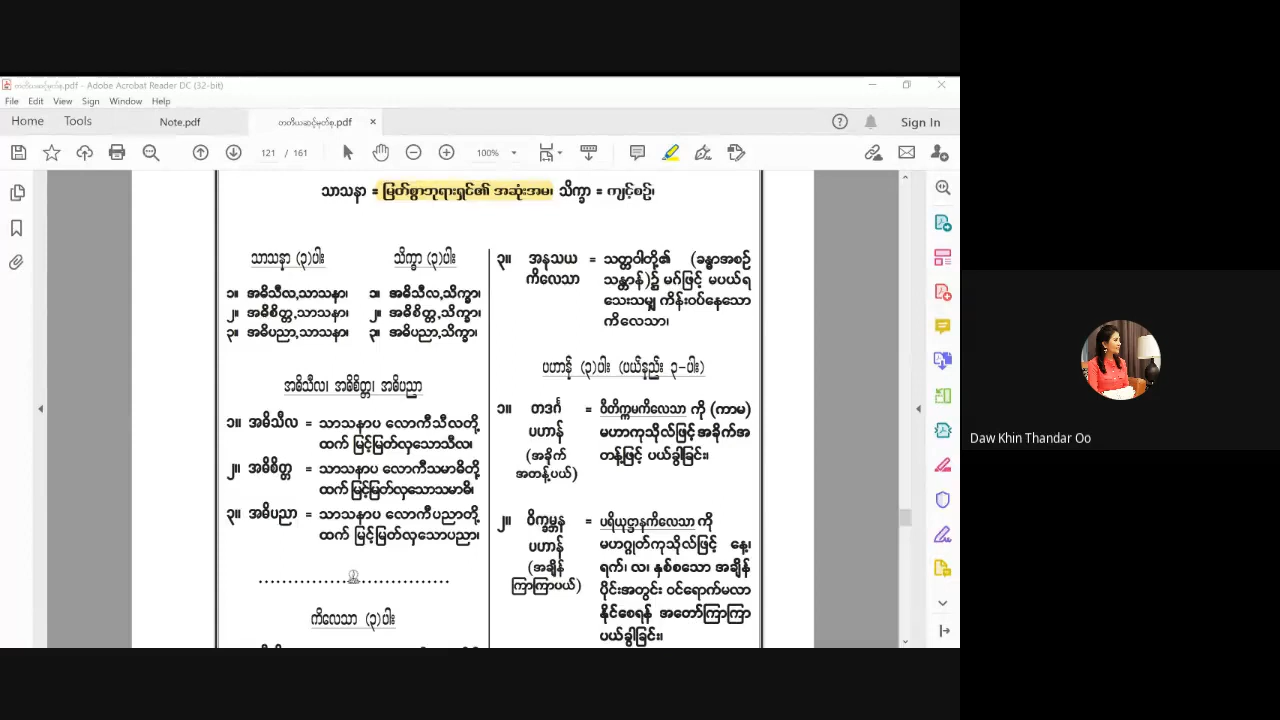 တတိယဆင့်မှတ်စု.pdf - Adobe Acrobat Reader DC (32-bit)
File Edit View Sign Window Help
Home Tools Note.pdf တတိယဆင့်မှတ်စု.pdf × Sign In
121 / 161 100%
သာသနာ = မြတ်စွာဘုရားရှင်၏ အဆုံးအမ၊ သိက္ခာ = ကျင့်စဉ်၊
သာသနာ (၃)ပါး
၁။ အဓိသီလ,သာသနာ၊
၂။ အဓိစိတ္တ,သာသနာ၊
၃။ အဓိပညာ,သာသနာ၊
သိက္ခာ (၃)ပါး
၁။ အဓိသီလ,သိက္ခာ၊
၂။ အဓိစိတ္တ,သိက္ခာ၊
၃။ အဓိပညာ,သိက္ခာ၊
အဓိသီလ၊ အဓိစိတ္တ၊ အဓိပညာ
၁။ အဓိသီလ = သာသနာပ လောကီသီလတို့
ထက် မြင့်မြတ်လှသောသီလ၊
၂။ အဓိစိတ္တ = သာသနာပ လောကီသမာဓိတို့
ထက် မြင့်မြတ်လှသောသမာဓိ၊
၃။ အဓိပညာ = သာသနာပ လောကီပညာတို့
ထက် မြင့်မြတ်လှသောပညာ၊
ကိလေသာ (၃)ပါး
၃။ အနုသယ = သတ္တဝါတို့၏ (ခန္ဓာအစဉ်
ကိလေသာ သန္တာန်)၌ မဂ်ဖြင့် မပယ်ရ
သေးသမျှ ကိန်းဝပ်နေသော
ကိလေသာ၊
ပဟာန် (၃)ပါး (ပယ်နည်း ၃-ပါး)
၁။ တဒင်္ဂ = ဝီတိက္ကမကိလေသာ ကို (ကာမ)
ပဟာန် မဟာကုသိုလ်ဖြင့် အခိုက်အ
(အခိုက် တန့်ဖြင့် ပယ်ခွါခြင်း၊
အတန့်ပယ်)
၂။ ဝိက္ခမ္ဘန = ပရိယုဋ္ဌာနကိလေသာ ကို
ပဟာန် မဟဂ္ဂုတ်ကုသိုလ်ဖြင့် နေ့၊
(အချိန် ရက်၊ လ၊ နှစ်စသော အချိန်
ကြာကြာပယ်) ပိုင်းအတွင်း ဝင်ရောက်မလာ
နိုင်စေရန် အတော်ကြာကြာ
ပယ်ခွါခြင်း၊
Daw Khin Thandar Oo